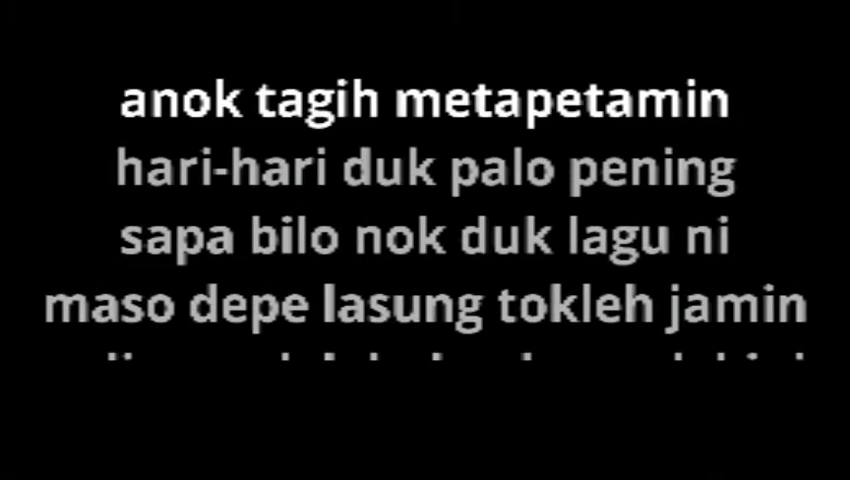 anok tagih metapetamin
hari-hari duk palo pening
sapa bilo nok duk lagu ni
maso depe lasung tokleh jamin